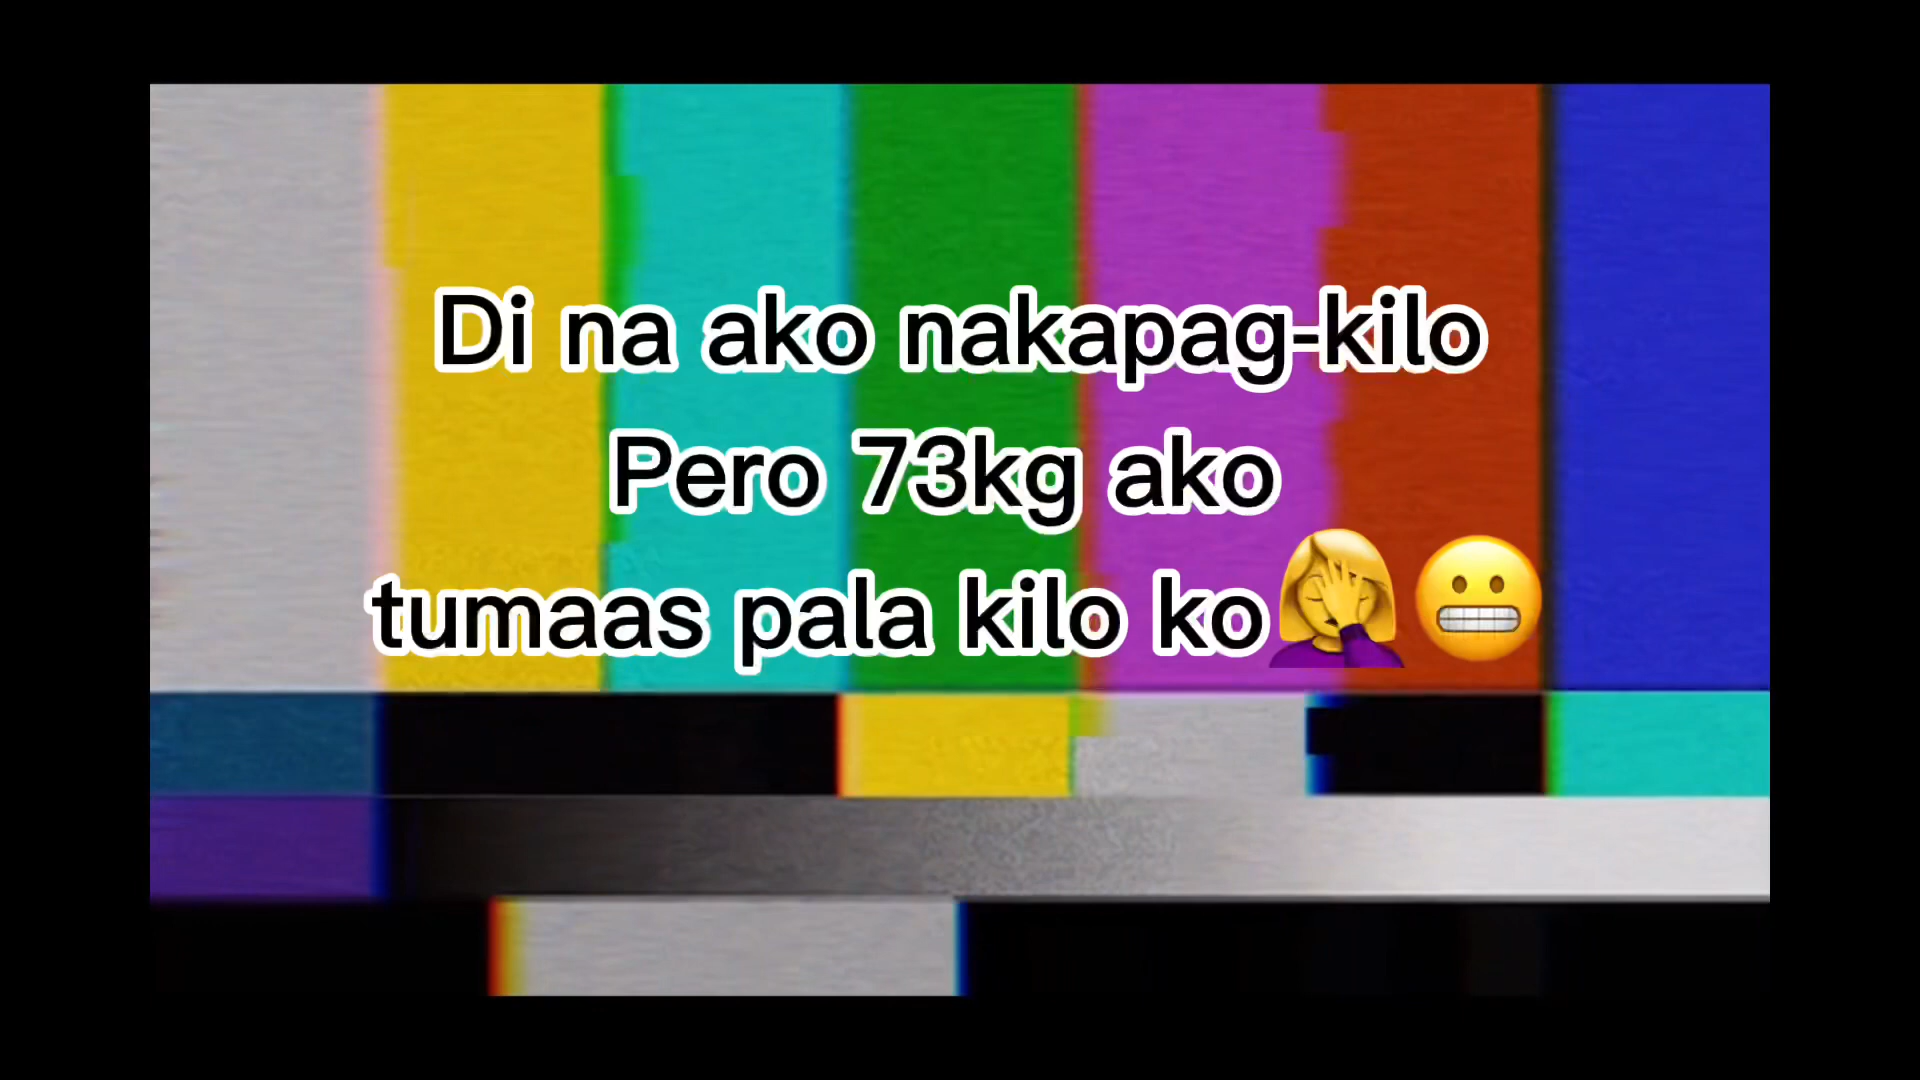 Di na ako nakapag-kilo
Pero 73kg ako
tumaas pala kilo ko🤦‍♀️😬